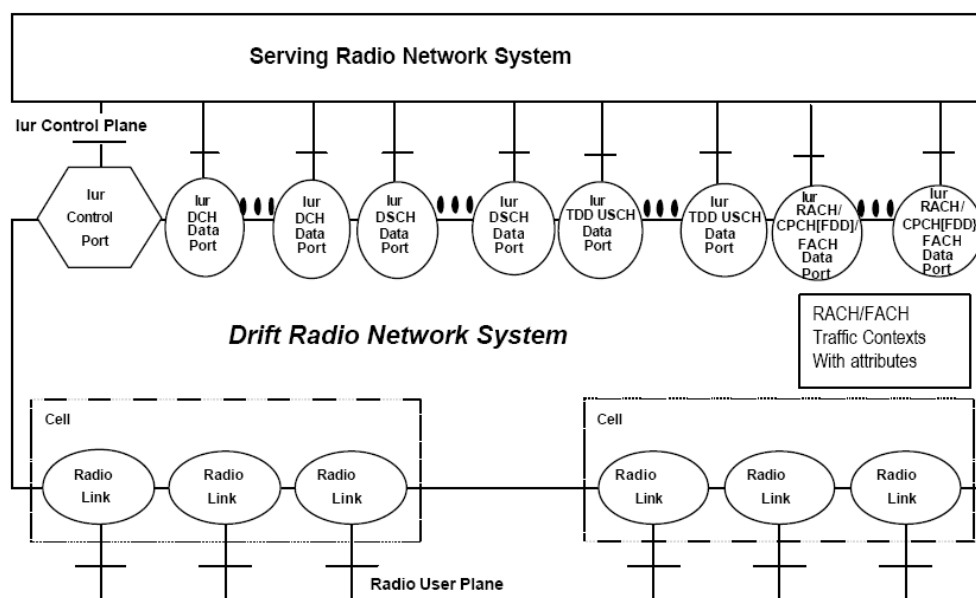 Serving Radio Network System
Iur Control Plane
Iur
Control
Port
Iur
DCH
Data
Port
Iur
DCH
Data
Port
Iur
DSCH
Data
Port
Iur
DSCH
Data
Port
Iur
TDD USCH
Data
Port
Iur
TDD USCH
Data
Port
Iur
RACH/
CPCH[FDD]/
FACH
Data
Port
Iur
RACH/
CPCH[FDD)
FACH
Data
Port
RACH/FACH
Traffic Contexts
With attributes
Drift Radio Network System
Cell
Radio
Link
Radio
Link
Radio
Link
Cell
Radio
Link
Radio
Link
Radio
Link
Radio User Plane